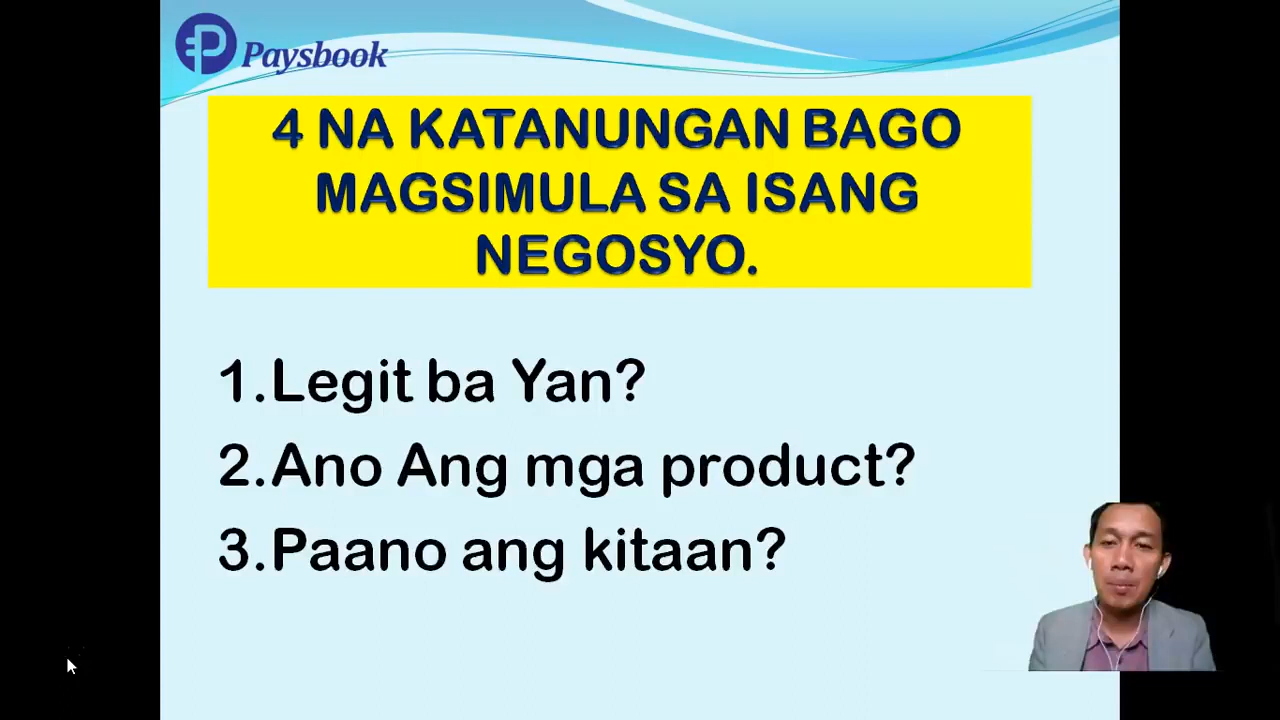 Paysbook
4 NA KATANUNGAN BAGO
MAGSIMULA SA ISANG
NEGOSYO.
1.Legit ba Yan?
2.Ano Ang mga product?
3.Paano ang kitaan?